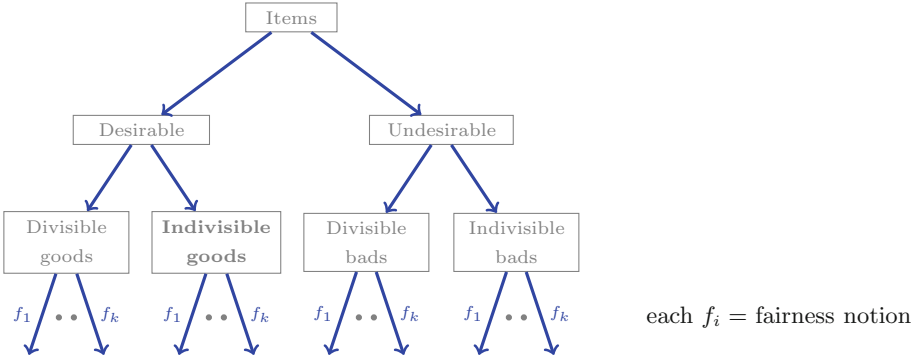 Items
Desirable
Undesirable
Divisible
goods
Indivisible
goods
Divisible
bads
Indivisible
bads
f₁ •• fₖ
f₁ •• fₖ
f₁ •• fₖ
f₁ •• fₖ
each fᵢ = fairness notion